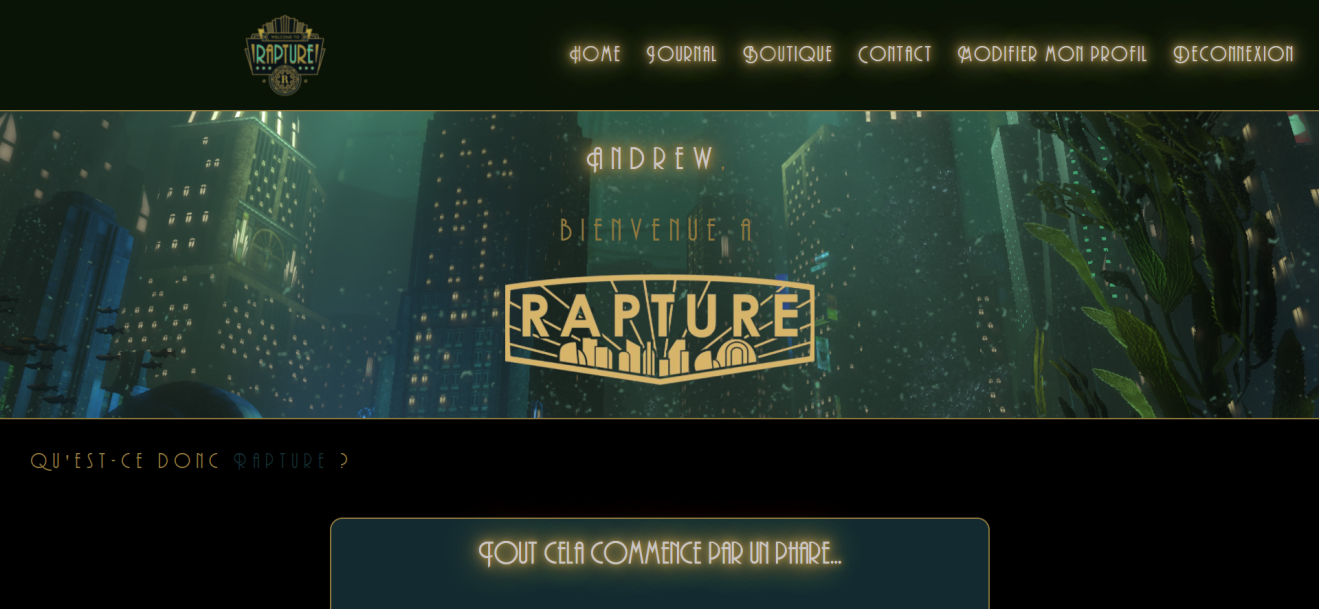 WELCOME TO
RAPTURE
R
HOME JOURNAL BOUTIQUE CONTACT MODIFIER MON PROFIL DECONNEXION
ANDREW
BIENVENUE A
RAPTURE
QU'EST-CE DONC RAPTURE ?
TOUT CELA COMMENCE PAR UN PHARE...